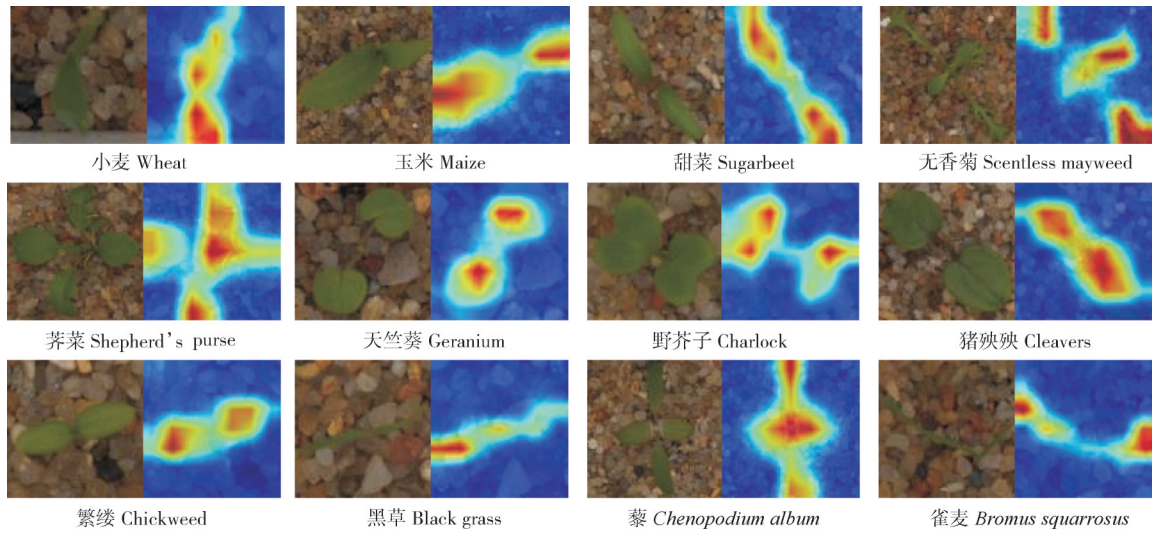 小麦 Wheat
玉米 Maize
甜菜 Sugarbeet
无香菊 Scentless mayweed
荠菜 Shepherd’s purse
天竺葵 Geranium
野芥子 Charlock
猪殃殃 Cleavers
繁缕 Chickweed
黑草 Black grass
藜 Chenopodium album
雀麦 Bromus squarrosus